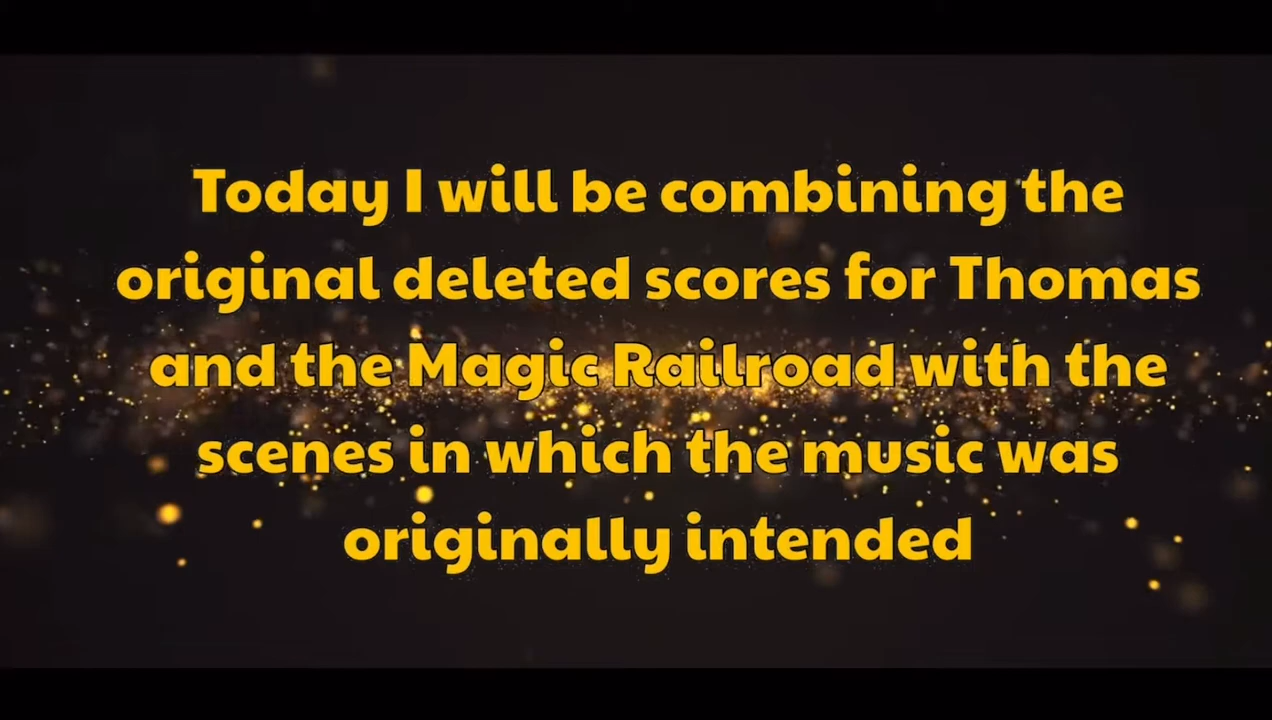 Today I will be combining the
original deleted scores for Thomas
and the Magic Railroad with the
scenes in which the music was
originally intended